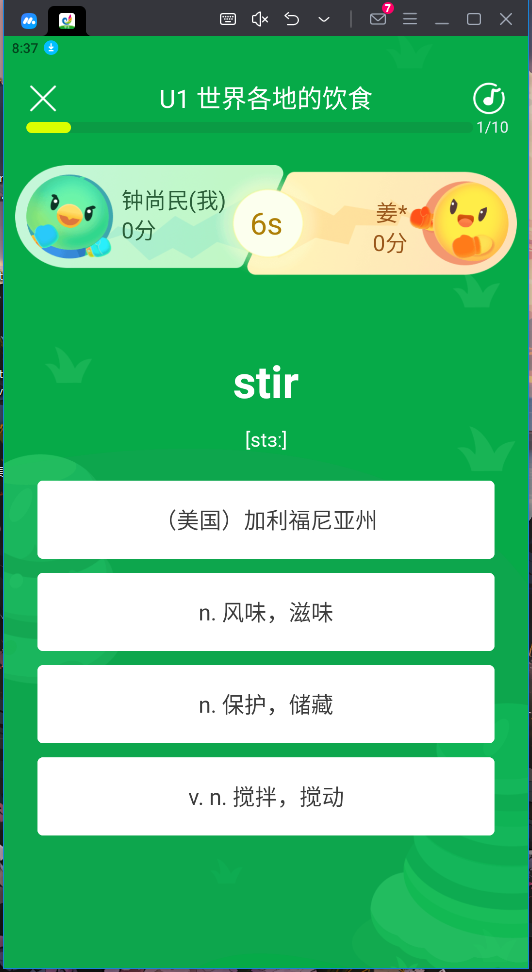 7
8:37
U1 世界各地的饮食
1/10
钟尚民(我)
0分
6s
姜*
0分
stir
[stɜː]
（美国）加利福尼亚州
n. 风味，滋味
n. 保护，储藏
v. n. 搅拌，搅动